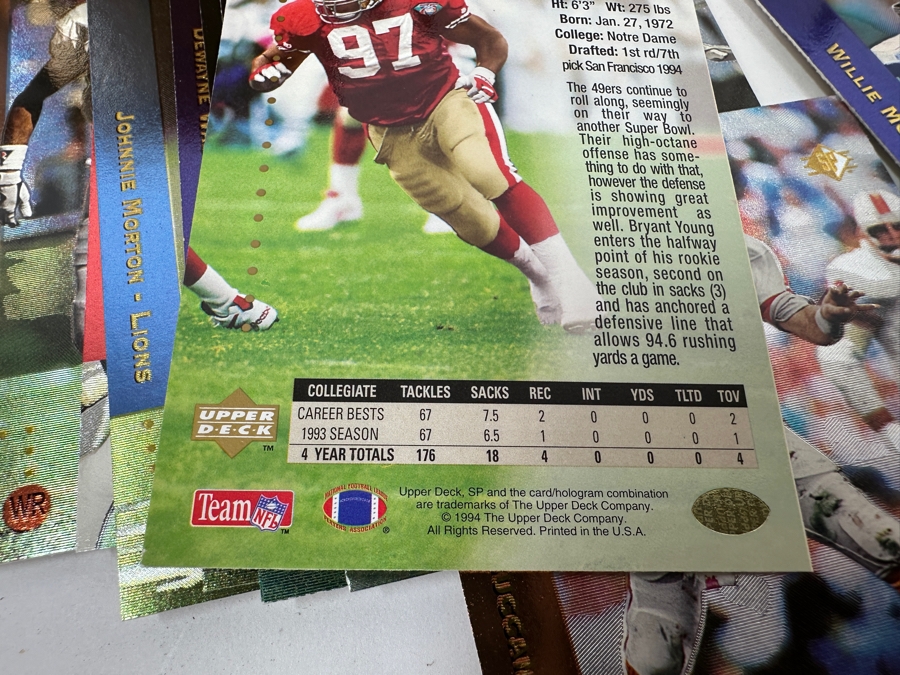 97
Ht: 6'3" Wt: 275 lbs
Born: Jan. 27, 1972
College: Notre Dame
Drafted: 1st rd/7th
pick San Francisco 1994
The 49ers continue to
roll along, seemingly
on their way to
another Super Bowl.
Their high-octane
offense has some-
thing to do with that,
however the defense
is showing great
improvement as
well. Bryant Young
enters the halfway
point of his rookie
season, second on
the club in sacks (3)
and has anchored a
defensive line that
allows 94.6 rushing
yards a game.
COLLEGIATE TACKLES SACKS REC INT YDS TLTD TOV
CAREER BESTS 67 7.5 2 0 0 0 2
1993 SEASON 67 6.5 1 0 0 0 1
4 YEAR TOTALS 176 18 4 0 0 0 4
UPPER
D·E·C·K
™
Team NFL ™
NATIONAL FOOTBALL LEAGUE
PLAYERS ASSOCIATION
®
Upper Deck, SP and the card/hologram combination
are trademarks of The Upper Deck Company.
© 1994 The Upper Deck Company.
All Rights Reserved. Printed in the U.S.A.
JOHNNIE MORTON - LIONS
DEWAYNE
WILLIE
SP
WR